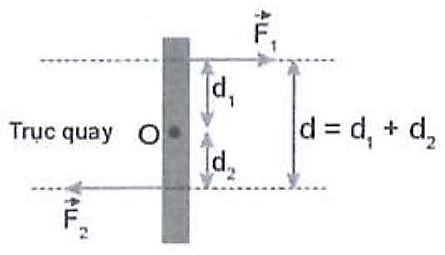 F₁
d₁
Trục quay O
d = d₁ + d₂
d₂
F₂